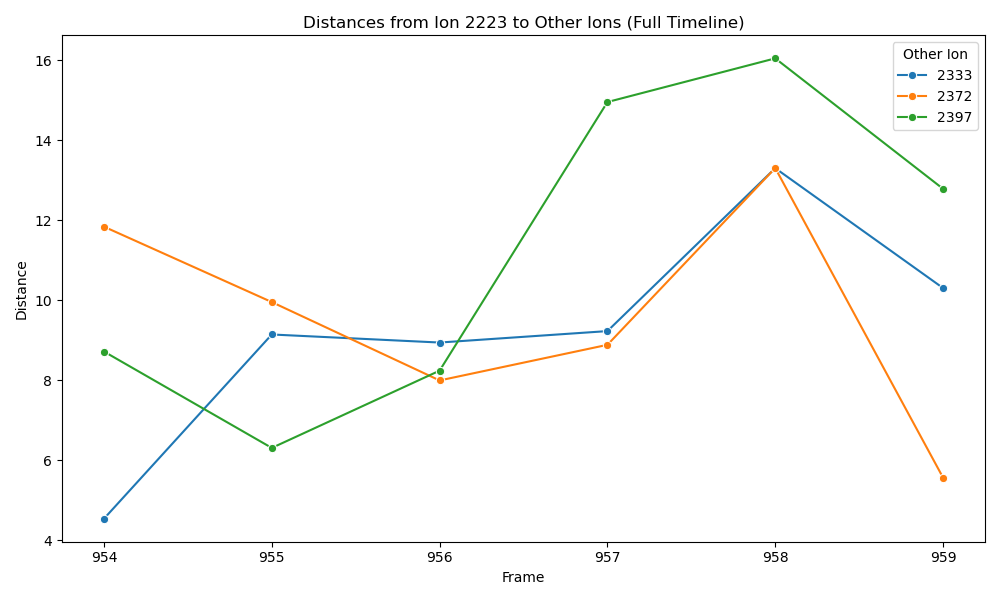 Distances from Ion 2223 to Other Ions (Full Timeline)
Other Ion
2333
2372
2397
Distance
16
14
12
10
8
6
4
954 955 956 957 958 959
Frame